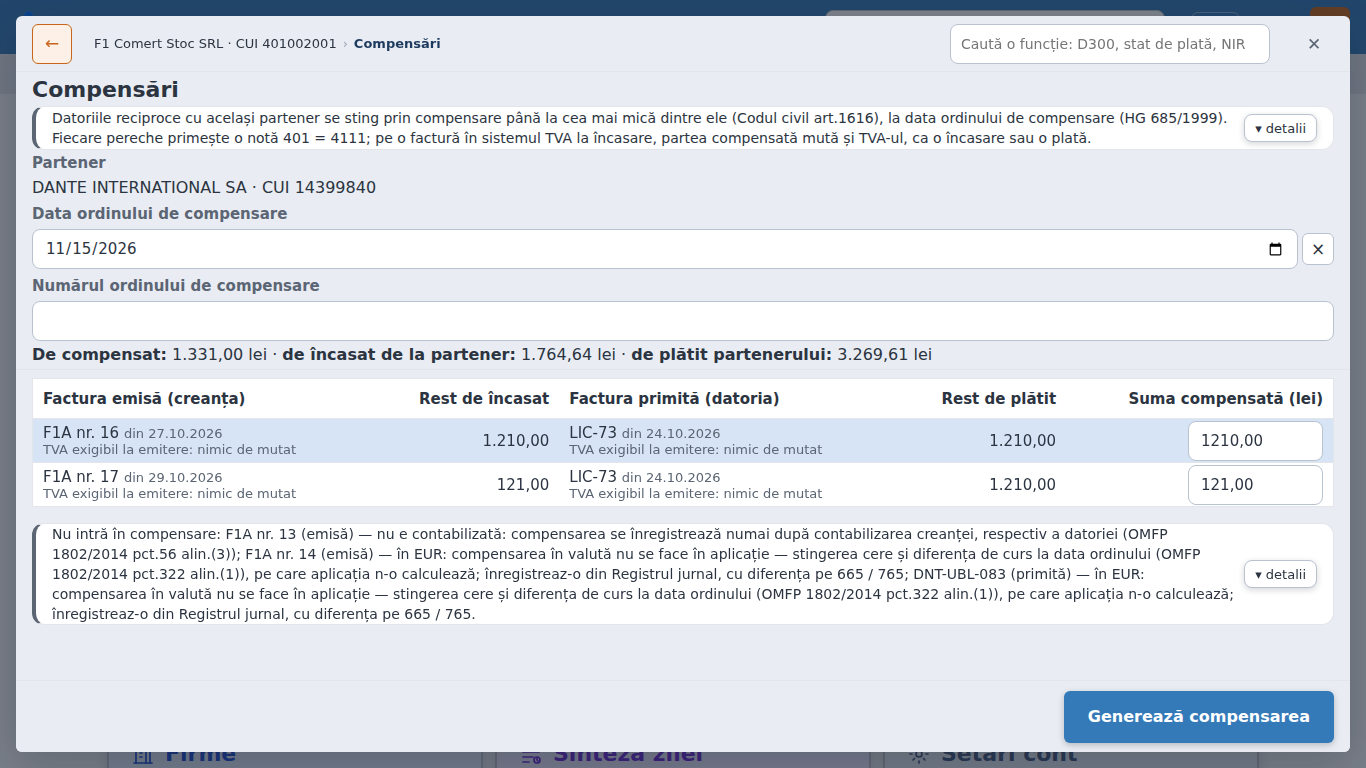 ←
F1 Comert Stoc SRL · CUI 401002001 › Compensări
Caută o funcție: D300, stat de plată, NIR
✕
Compensări
Datoriile reciproce cu același partener se sting prin compensare până la cea mai mică dintre ele (Codul civil art.1616), la data ordinului de compensare (HG 685/1999).
Fiecare pereche primește o notă 401 = 4111; pe o factură în sistemul TVA la încasare, partea compensată mută și TVA-ul, ca o încasare sau o plată.
▾ detalii
Partener
DANTE INTERNATIONAL SA · CUI 14399840
Data ordinului de compensare
11/15/2026
✕
Numărul ordinului de compensare
De compensat: 1.331,00 lei · de încasat de la partener: 1.764,64 lei · de plătit partenerului: 3.269,61 lei
Factura emisă (creanța) Rest de încasat Factura primită (datoria) Rest de plătit Suma compensată (lei)
F1A nr. 16 din 27.10.2026 1.210,00 LIC-73 din 24.10.2026 1.210,00 1210,00
TVA exigibil la emitere: nimic de mutat TVA exigibil la emitere: nimic de mutat
F1A nr. 17 din 29.10.2026 121,00 LIC-73 din 24.10.2026 1.210,00 121,00
TVA exigibil la emitere: nimic de mutat TVA exigibil la emitere: nimic de mutat
Nu intră în compensare: F1A nr. 13 (emisă) — nu e contabilizată: compensarea se înregistrează numai după contabilizarea creanței, respectiv a datoriei (OMFP
1802/2014 pct.56 alin.(3)); F1A nr. 14 (emisă) — în EUR: compensarea în valută nu se face în aplicație — stingerea cere și diferența de curs la data ordinului (OMFP
1802/2014 pct.322 alin.(1)), pe care aplicația n-o calculează; înregistreaz-o din Registrul jurnal, cu diferența pe 665 / 765; DNT-UBL-083 (primită) — în EUR:
compensarea în valută nu se face în aplicație — stingerea cere și diferența de curs la data ordinului (OMFP 1802/2014 pct.322 alin.(1)), pe care aplicația n-o calculează;
înregistreaz-o din Registrul jurnal, cu diferența pe 665 / 765.
▾ detalii
Generează compensarea
Firme Sinteza zilei Setări cont